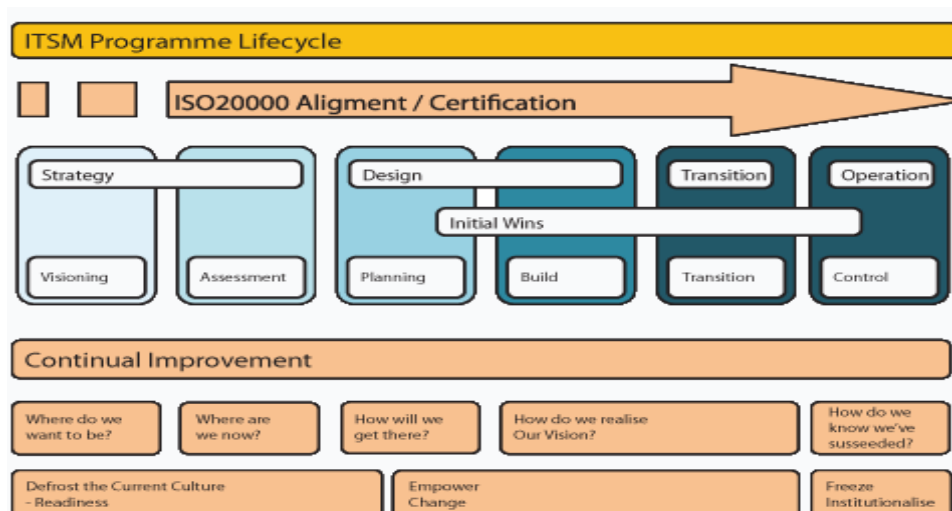 ITSM Programme Lifecycle
ISO20000 Aligment / Certification
Strategy
Design
Transition
Operation
Initial Wins
Visioning
Assessment
Planning
Build
Transition
Control
Continual Improvement
Where do we
want to be?
Where are
we now?
How will we
get there?
How do we realise
Our Vision?
How do we
know we've
susseeded?
Defrost the Current Culture
- Readiness
Empower
Change
Freeze
Institutionalise